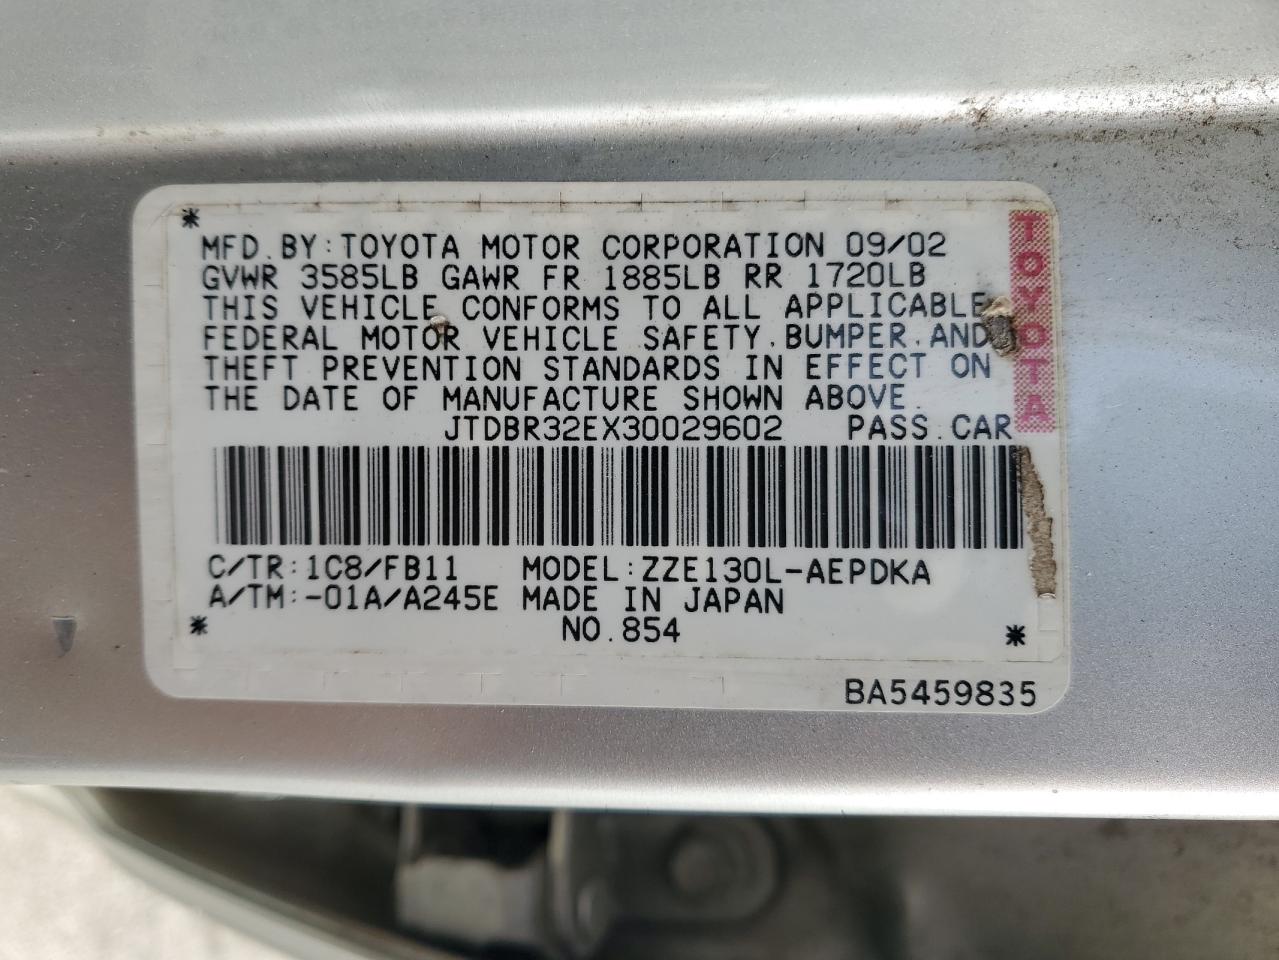 *
MFD. BY: TOYOTA MOTOR CORPORATION 09/02
GVWR 3585LB GAWR FR 1885LB RR 1720LB
THIS VEHICLE CONFORMS TO ALL APPLICABLE
FEDERAL MOTOR VEHICLE SAFETY, BUMPER, AND
THEFT PREVENTION STANDARDS IN EFFECT ON
THE DATE OF MANUFACTURE SHOWN ABOVE.
JTDBR32EX30029602 PASS. CAR
C/TR: 1C8/FB11 MODEL: ZZE130L-AEPDKA
A/TM: -01A/A245E MADE IN JAPAN
* NO. 854 *
BA5459835
TOYOTA